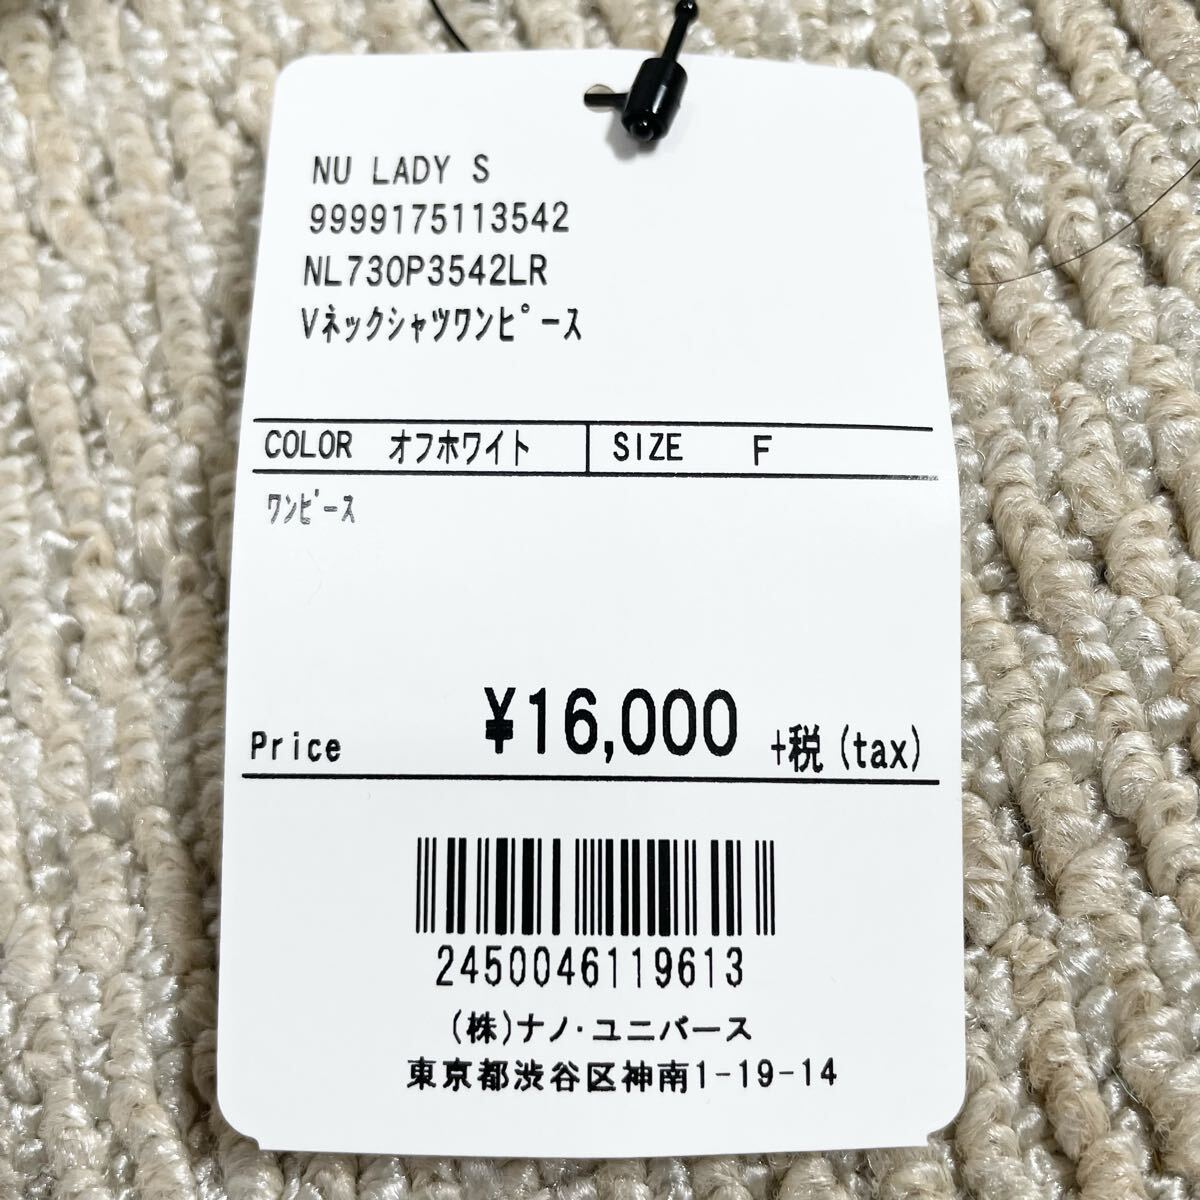 NU LADY S
9999175113542
NL730P3542LR
Vﾈｯｸｼｬﾂﾜﾝﾋﾟｰｽ
COLOR オフホワイト SIZE F
ﾜﾝﾋﾟｰｽ
Price ¥16,000 +税(tax)
2450046119613
(株)ナノ・ユニバース
東京都渋谷区神南1-19-14